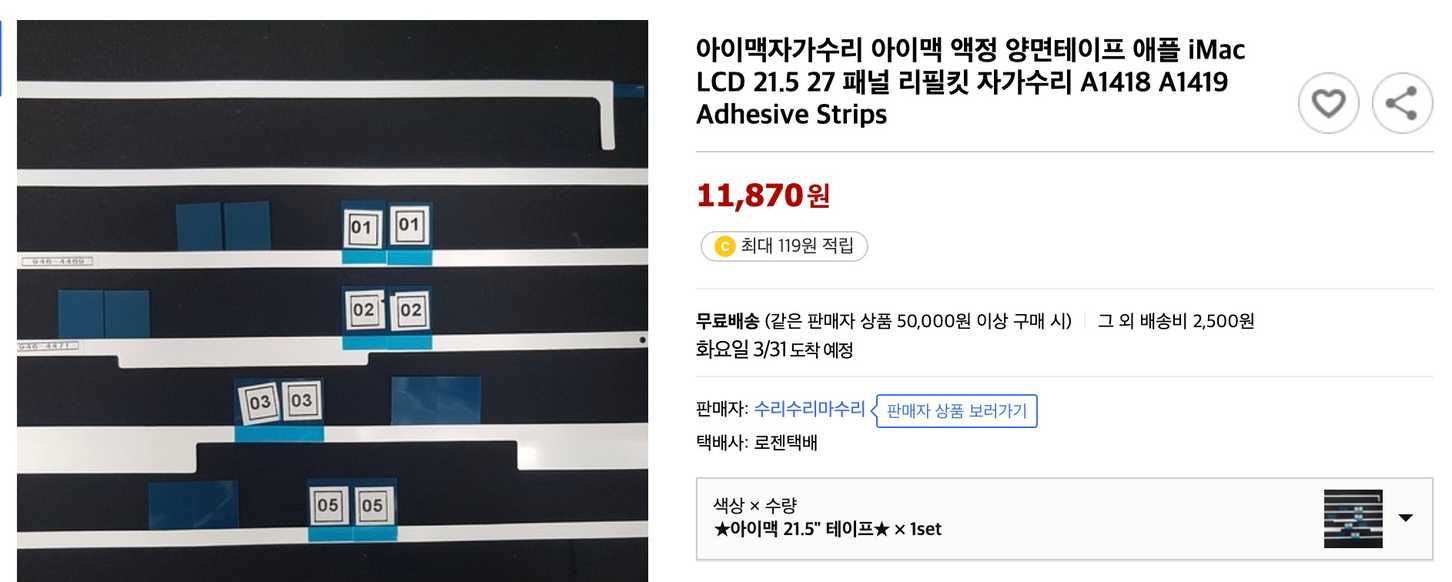 아이맥자가수리 아이맥 액정 양면테이프 애플 iMac
LCD 21.5 27 패널 리필킷 자가수리 A1418 A1419
Adhesive Strips
11,870원
C 최대 119원 적립
무료배송 (같은 판매자 상품 50,000원 이상 구매 시) 그 외 배송비 2,500원
화요일 3/31 도착 예정
판매자: 수리수리마수리 판매자 상품 보러가기
택배사: 로젠택배
색상 × 수량
★아이맥 21.5" 테이프★ × 1set
01 01
946-4469
02 02
946-4471
03 03
05 05